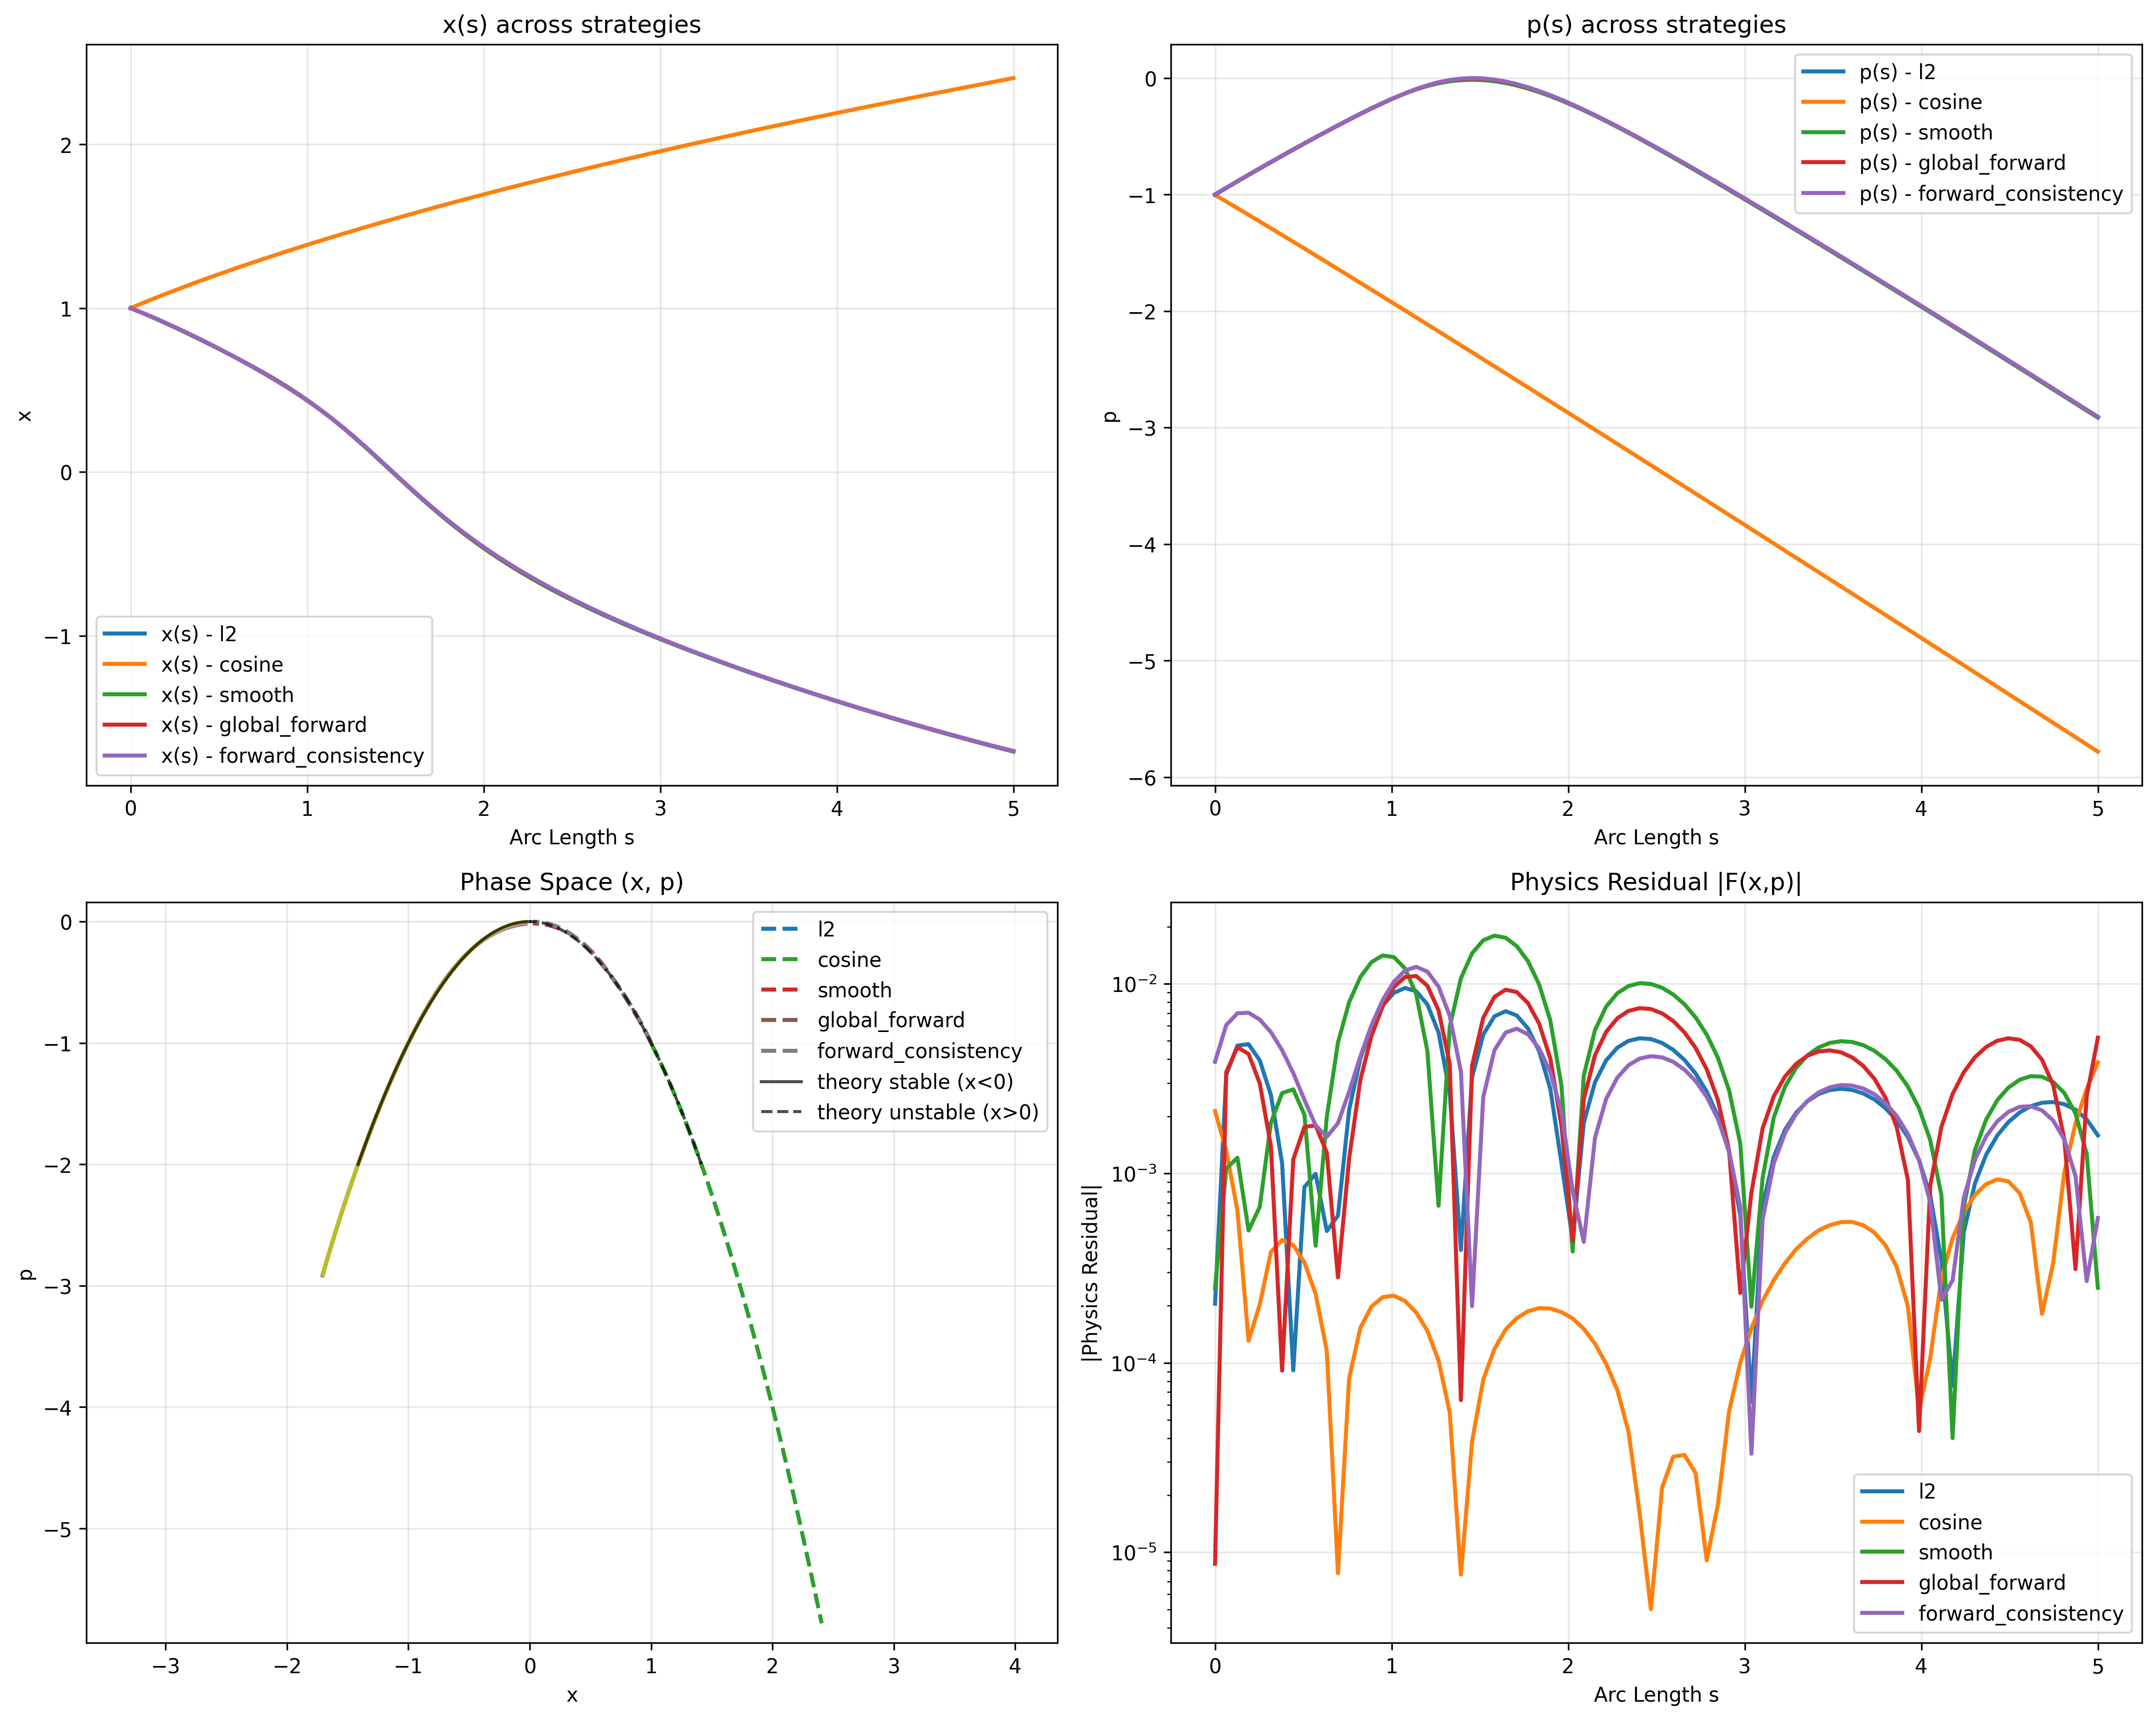 x(s) across strategies
2
1
0
−1
x
x(s) - l2
x(s) - cosine
x(s) - smooth
x(s) - global_forward
x(s) - forward_consistency
0 1 2 3 4 5
Arc Length s
p(s) across strategies
0
−1
−2
−3
−4
−5
−6
p
p(s) - l2
p(s) - cosine
p(s) - smooth
p(s) - global_forward
p(s) - forward_consistency
0 1 2 3 4 5
Arc Length s
Phase Space (x, p)
0
−1
−2
−3
−4
−5
p
l2
cosine
smooth
global_forward
forward_consistency
theory stable (x<0)
theory unstable (x>0)
−3 −2 −1 0 1 2 3 4
x
Physics Residual |F(x,p)|
10⁻²
10⁻³
10⁻⁴
10⁻⁵
|Physics Residual|
l2
cosine
smooth
global_forward
forward_consistency
0 1 2 3 4 5
Arc Length s